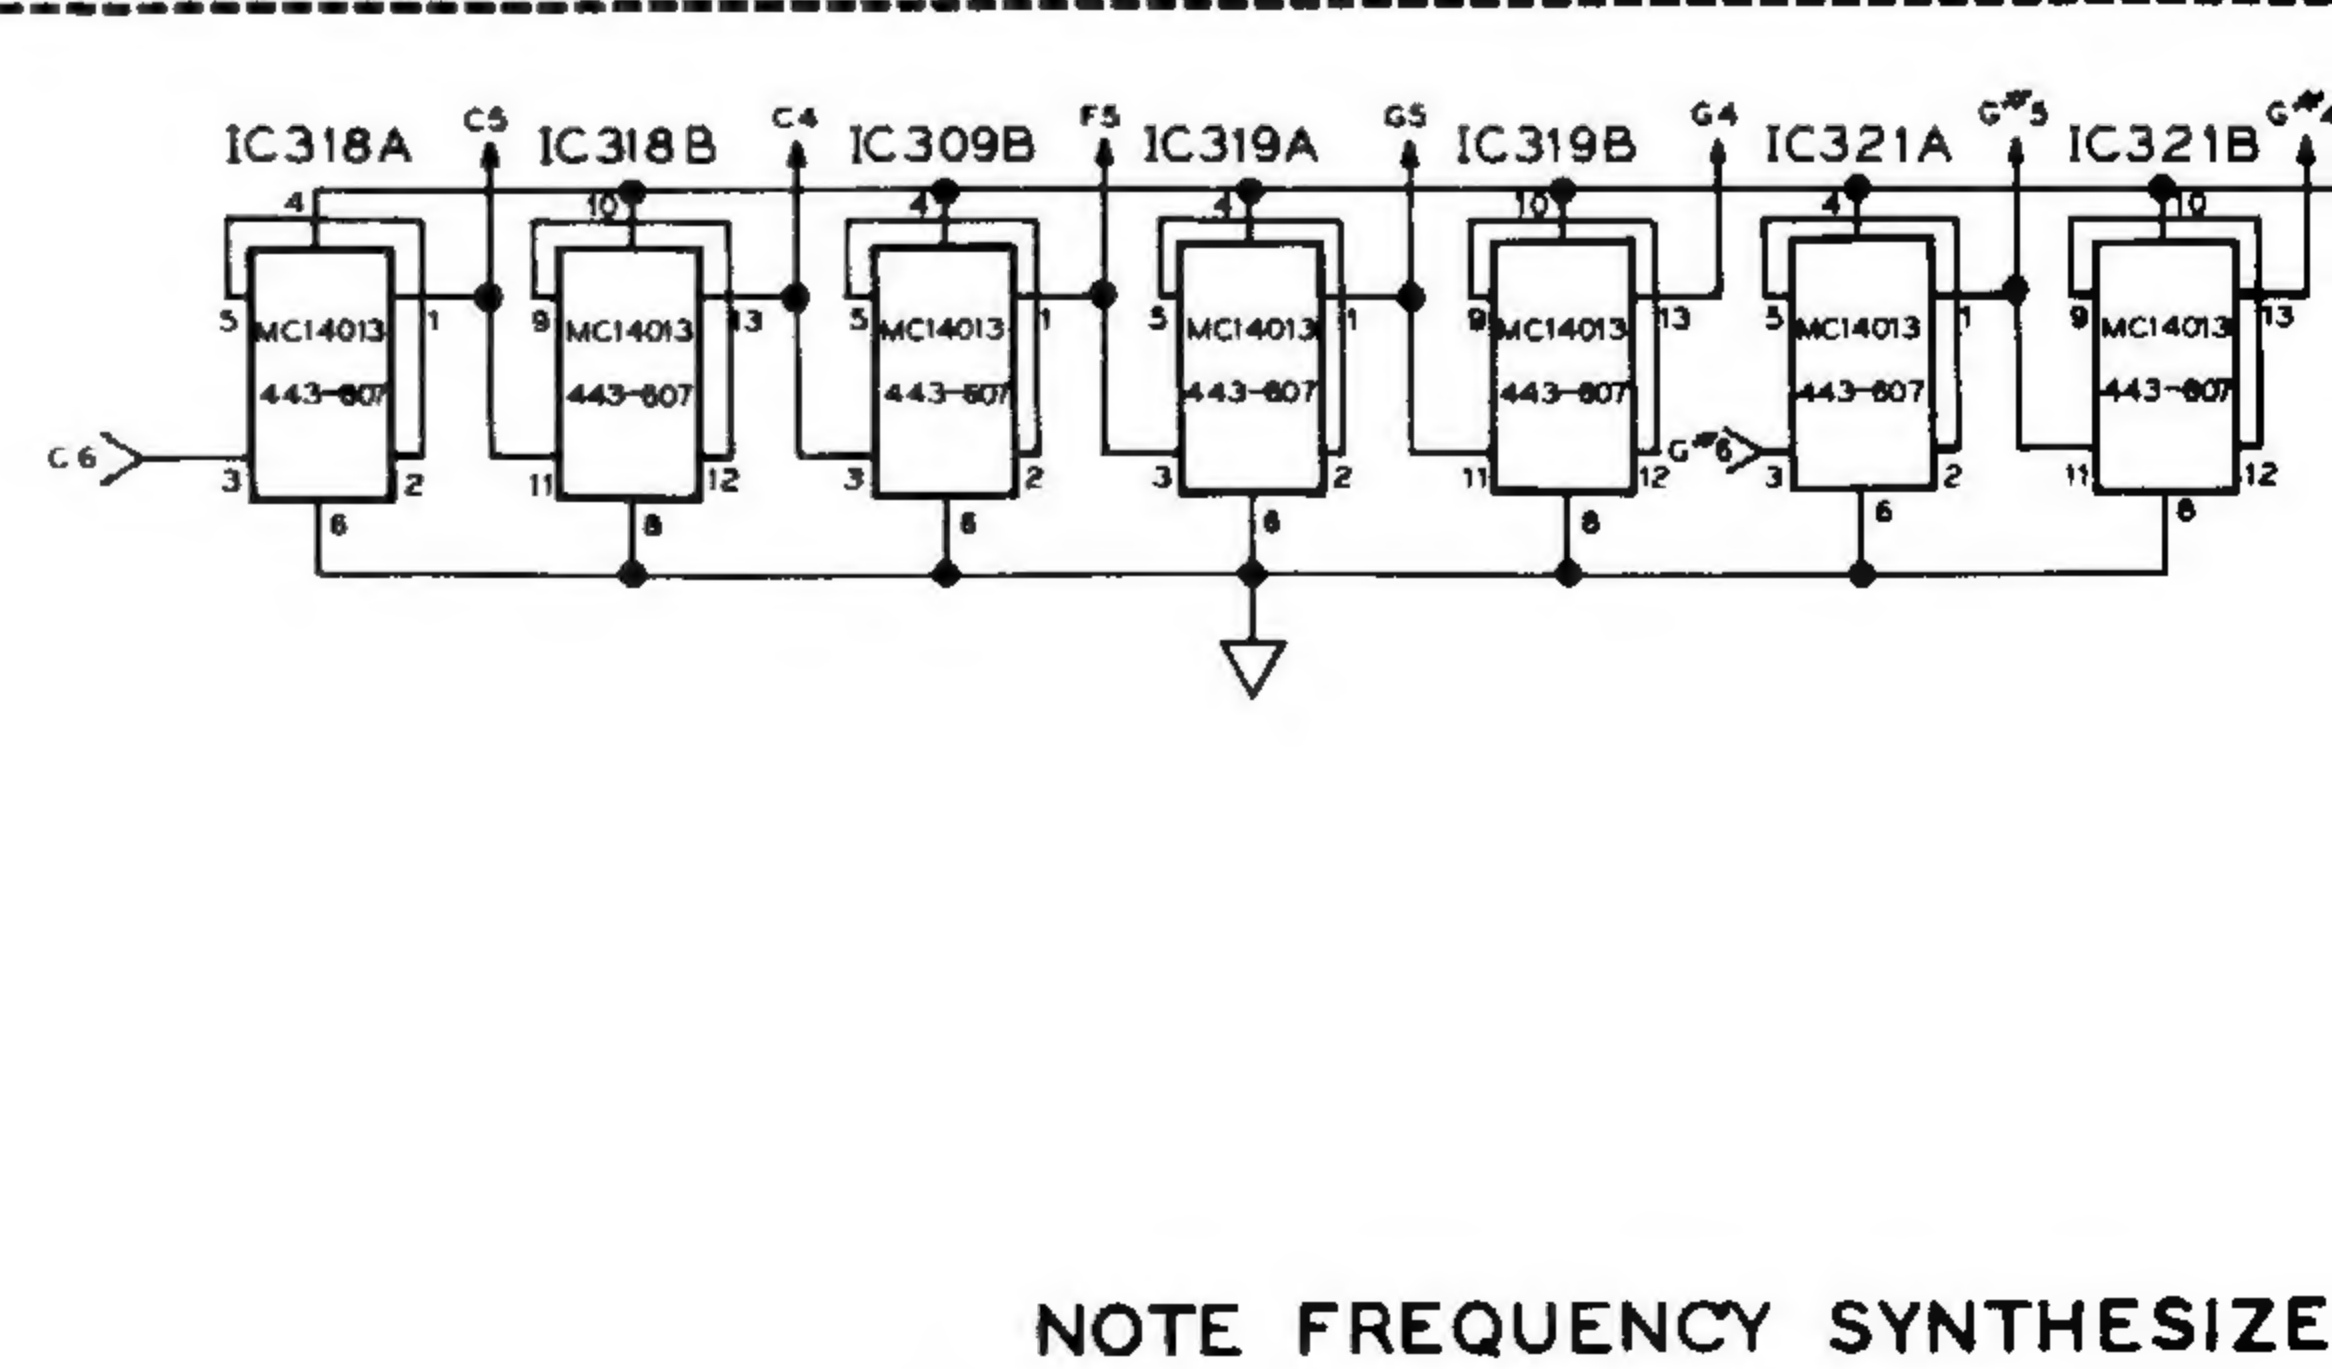 C5 C4 F5 G5 G4 G#5 G#4
IC318A IC318B IC309B IC319A IC319B IC321A IC321B
4 10 4 4 10 4 10
5 1 9 13 5 1 5 1 9 13 5 1 9 13
MC14013 MC14013 MC14013 MC14013 MC14013 MC14013 MC14013
443-607 443-607 443-607 443-607 443-607 443-607 443-607
C6 G#6
3 2 11 12 3 2 3 2 11 12 3 2 11 12
6 8 6 6 8 6 8
NOTE FREQUENCY SYNTHESIZE